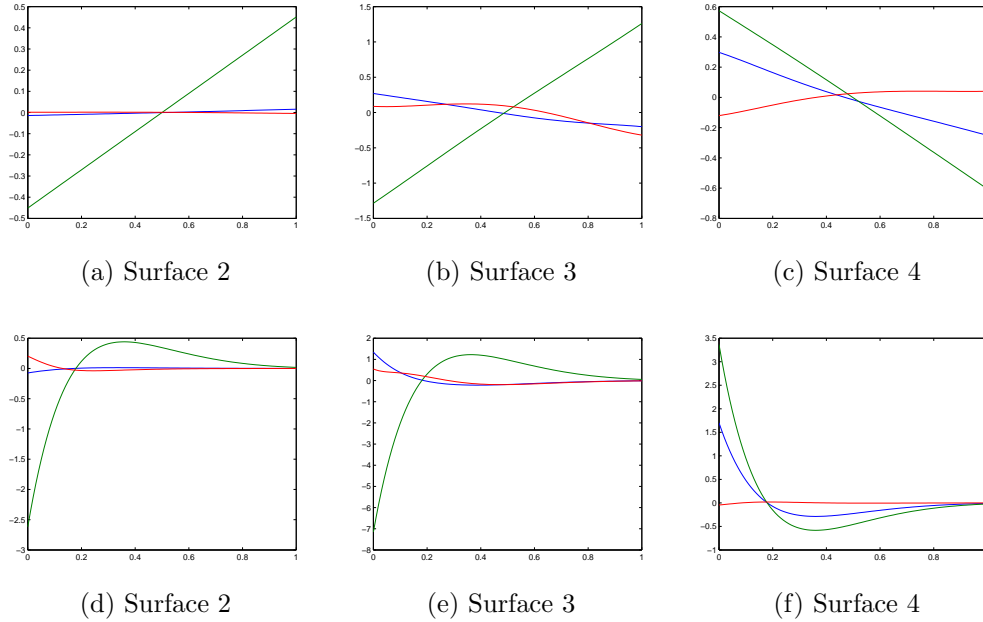 0.5 0.4 0.3 0.2 0.1 0 −0.1 −0.2 −0.3 −0.4 −0.5
0 0.2 0.4 0.6 0.8 1
1.5 1 0.5 0 −0.5 −1 −1.5
0 0.2 0.4 0.6 0.8 1
0.6 0.4 0.2 0 −0.2 −0.4 −0.6 −0.8
0 0.2 0.4 0.6 0.8
(a) Surface 2
(b) Surface 3
(c) Surface 4
0.5 0 −0.5 −1 −1.5 −2 −2.5 −3
0 0.2 0.4 0.6 0.8 1
2 1 0 −1 −2 −3 −4 −5 −6 −7 −8
0 0.2 0.4 0.6 0.8 1
3.5 3 2.5 2 1.5 1 0.5 0 −0.5 −1
0 0.2 0.4 0.6 0.8
(d) Surface 2
(e) Surface 3
(f) Surface 4